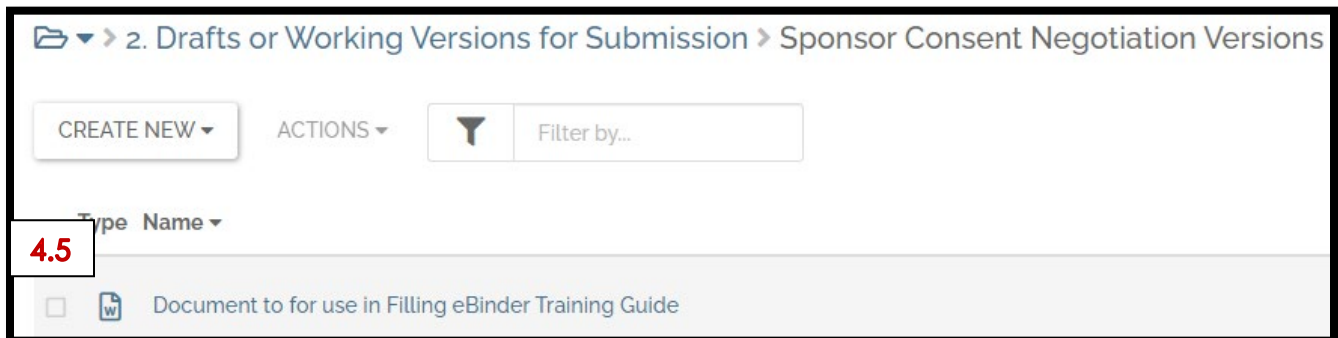 > 2. Drafts or Working Versions for Submission > Sponsor Consent Negotiation Versions
CREATE NEW ACTIONS Filter by...
Type Name
4.5
Document to for use in Filling eBinder Training Guide